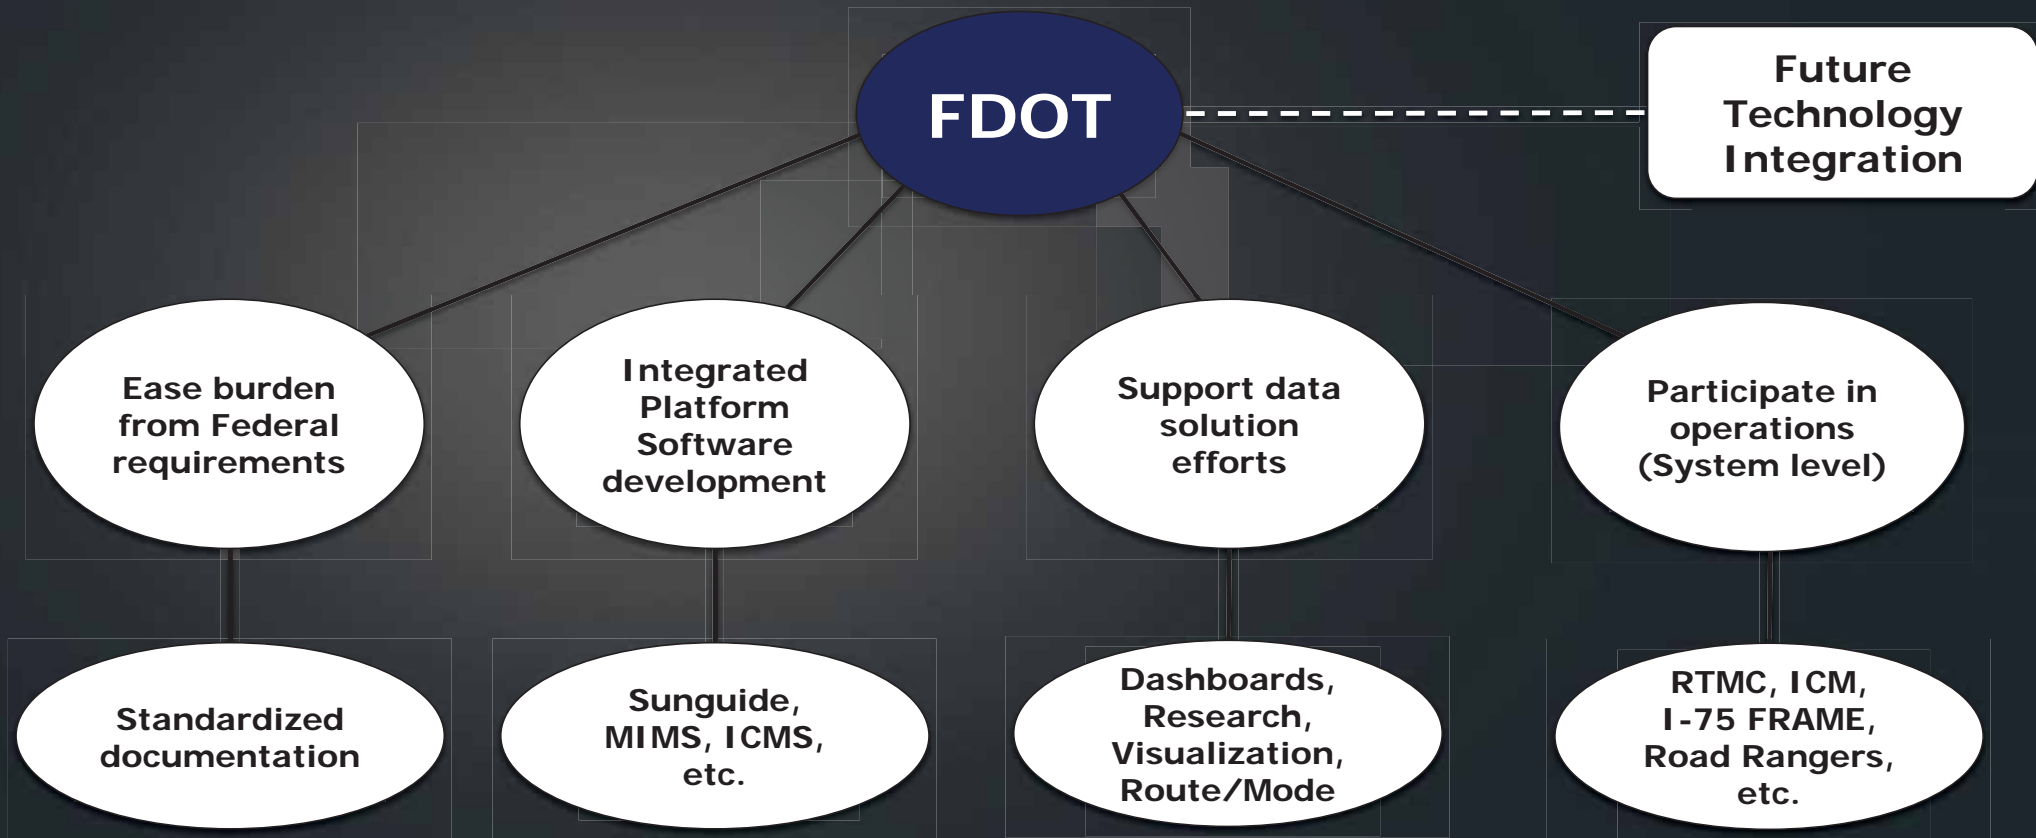 FDOT
Future
Technology
Integration
Ease burden
from Federal
requirements
Integrated
Platform
Software
development
Support data
solution
efforts
Participate in
operations
(System level)
Standardized
documentation
Sunguide,
MIMS, ICMS,
etc.
Dashboards,
Research,
Visualization,
Route/Mode
RTMC, ICM,
I-75 FRAME,
Road Rangers,
etc.